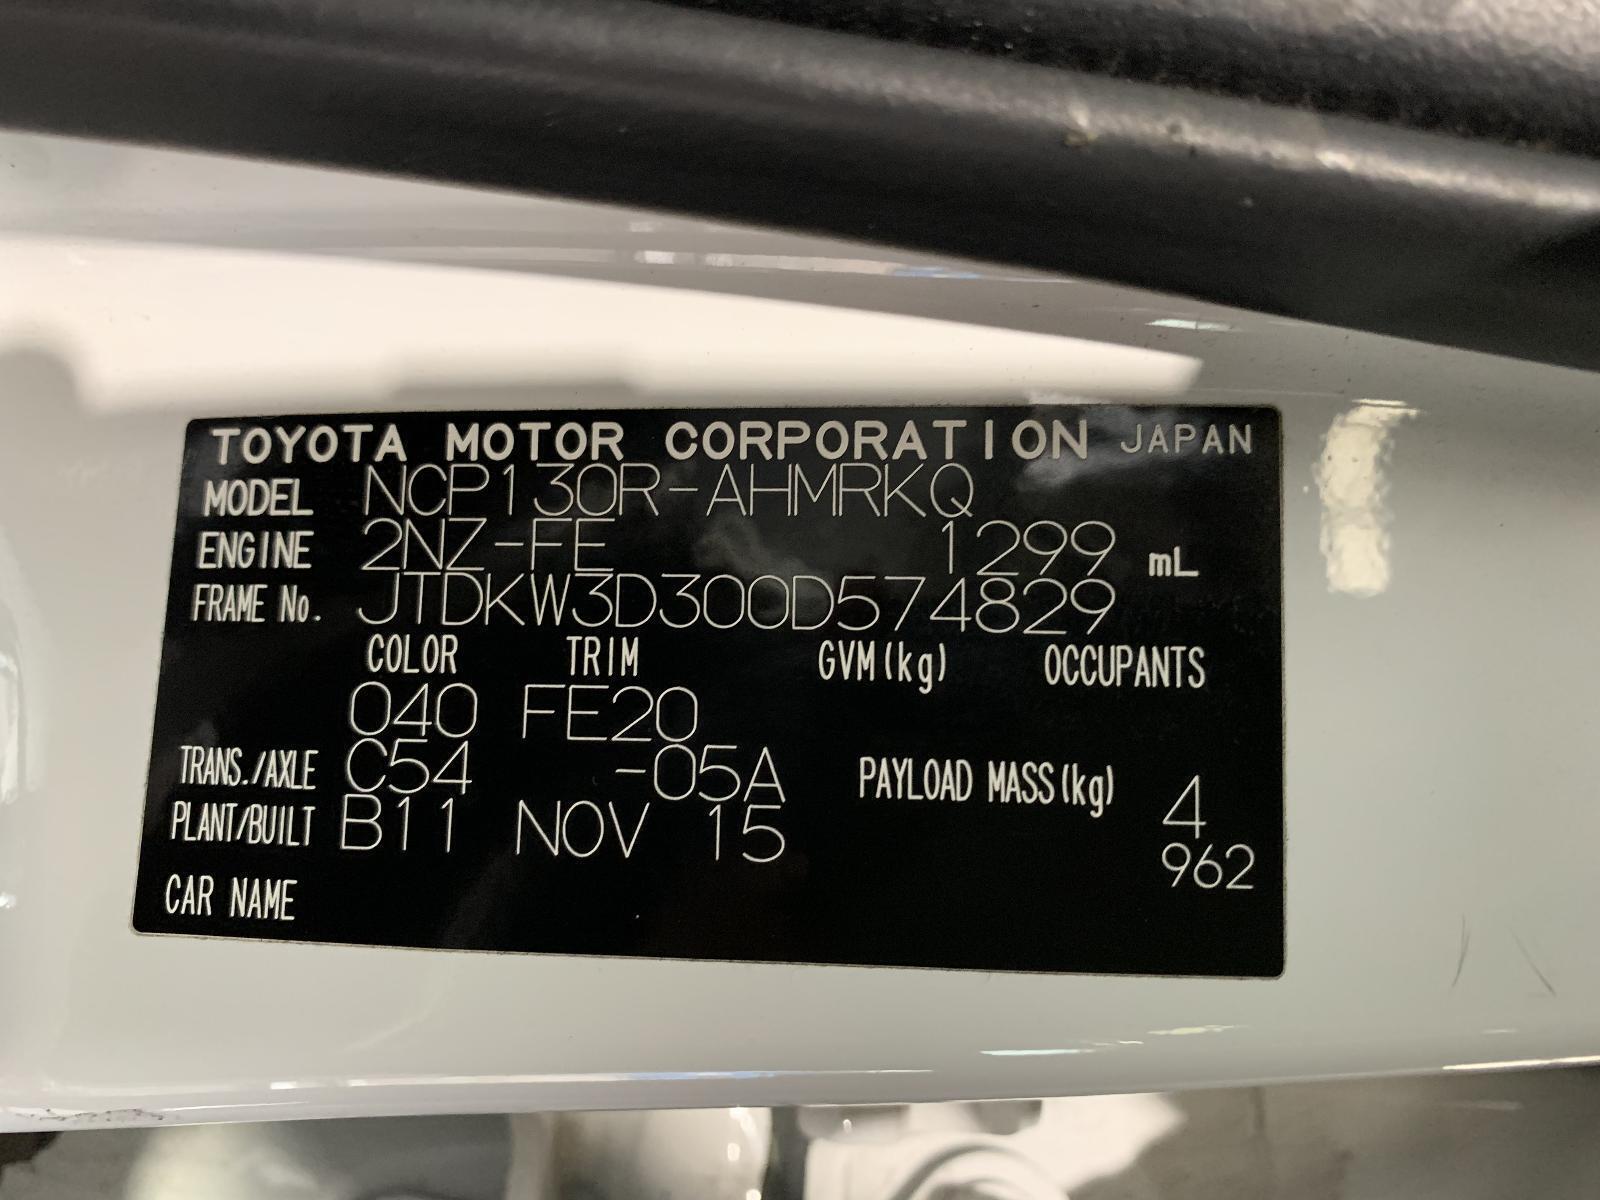 TOYOTA MOTOR CORPORATION JAPAN
MODEL NCP130R-AHMRKQ
ENGINE 2NZ-FE 1299 mL
FRAME No. JTDKW3D300D574829
COLOR TRIM GVM(kg) OCCUPANTS
040 FE20
TRANS./AXLE C54 -05A PAYLOAD MASS(kg) 4
PLANT/BUILT B11 NOV 15 962
CAR NAME